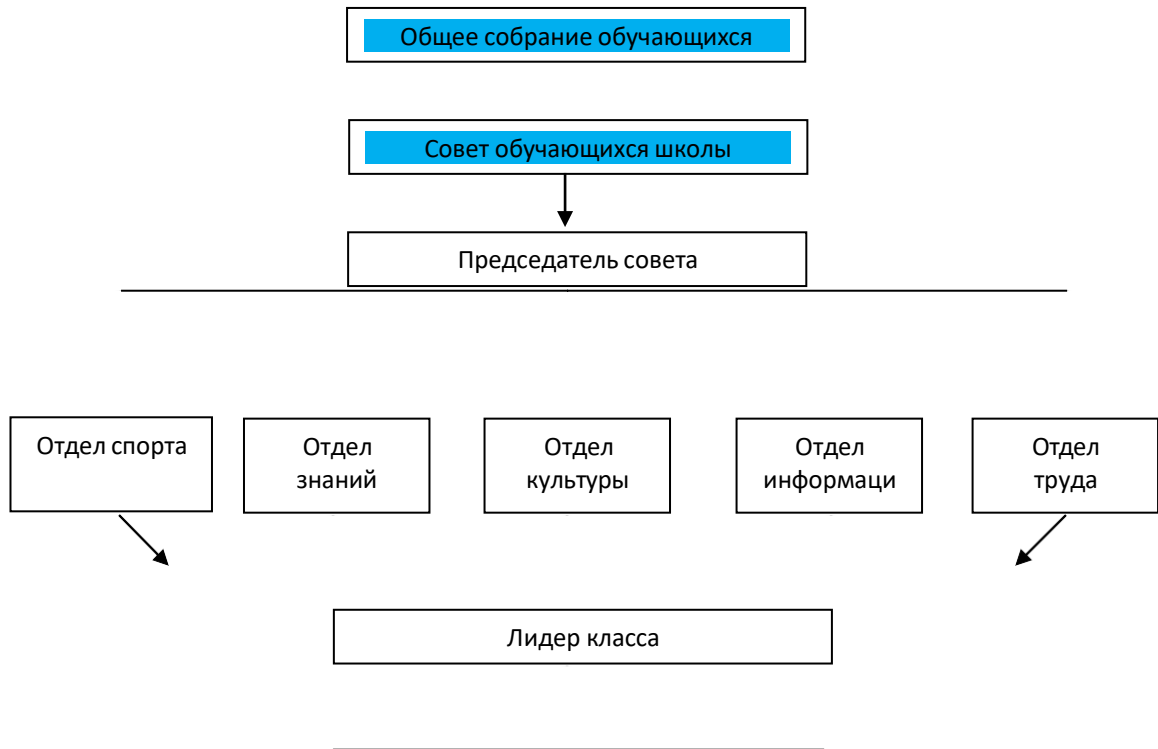 Общее собрание обучающихся
Совет обучающихся школы
Председатель совета
Отдел спорта
Отдел
знаний
Отдел
культуры
Отдел
информаци
Отдел
труда
Лидер класса